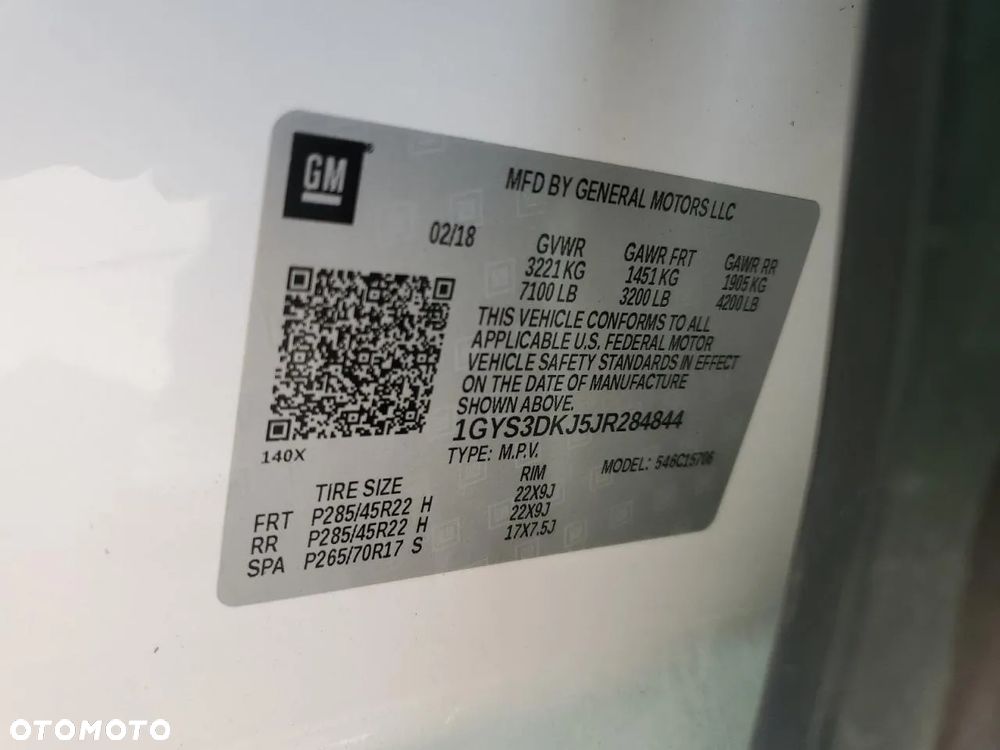 GM
MFD BY GENERAL MOTORS LLC
02/18
GVWR GAWR FRT GAWR RR
3221 KG 1451 KG 1905 KG
7100 LB 3200 LB 4200 LB
THIS VEHICLE CONFORMS TO ALL
APPLICABLE U.S. FEDERAL MOTOR
VEHICLE SAFETY STANDARDS IN EFFECT
ON THE DATE OF MANUFACTURE
SHOWN ABOVE.
1GYS3DKJ5JR284844
140X
TYPE: M.P.V. MODEL: 546C15706
TIRE SIZE RIM
FRT P285/45R22 H 22X9J
RR P285/45R22 H 22X9J
SPA P265/70R17 S 17X7.5J
OTOMOTO